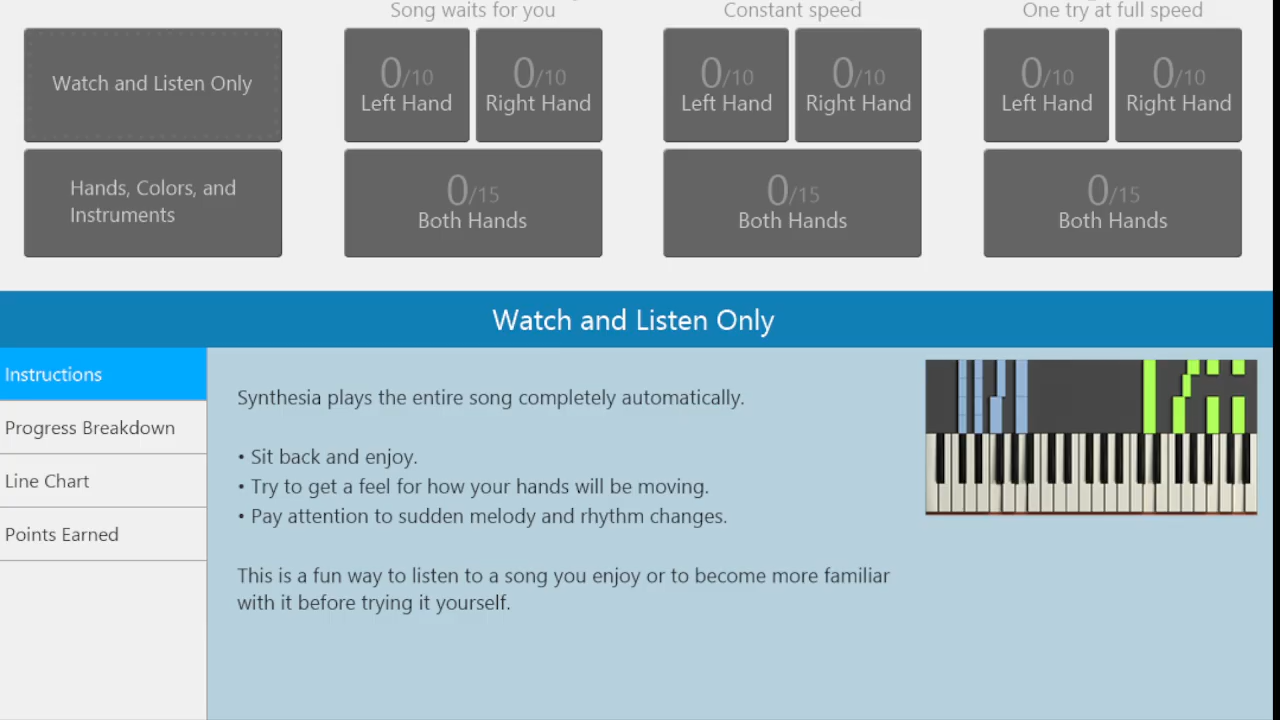 Song waits for you
Constant speed
One try at full speed
Watch and Listen Only
0/10
Left Hand
0/10
Right Hand
0/10
Left Hand
0/10
Right Hand
0/10
Left Hand
0/10
Right Hand
Hands, Colors, and
Instruments
0/15
Both Hands
0/15
Both Hands
0/15
Both Hands
Watch and Listen Only
Instructions
Progress Breakdown
Line Chart
Points Earned
Synthesia plays the entire song completely automatically.
• Sit back and enjoy.
• Try to get a feel for how your hands will be moving.
• Pay attention to sudden melody and rhythm changes.
This is a fun way to listen to a song you enjoy or to become more familiar
with it before trying it yourself.